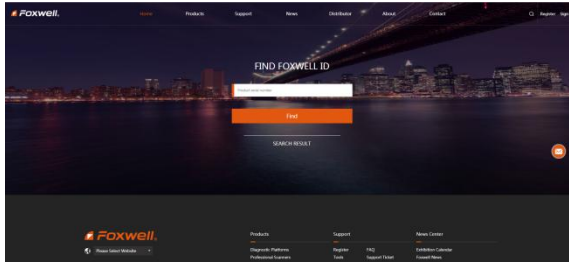 Foxwell.
Home Products Support News Distributor About Contact Register Sign
FIND FOXWELL ID
Product serial number
Find
SEARCH RESULT
Foxwell.
Please Select Website
Products Support News Center
Diagnostic Platforms Register FAQ Exhibition Calendar
Professional Scanners Tools Support Ticket Foxwell News